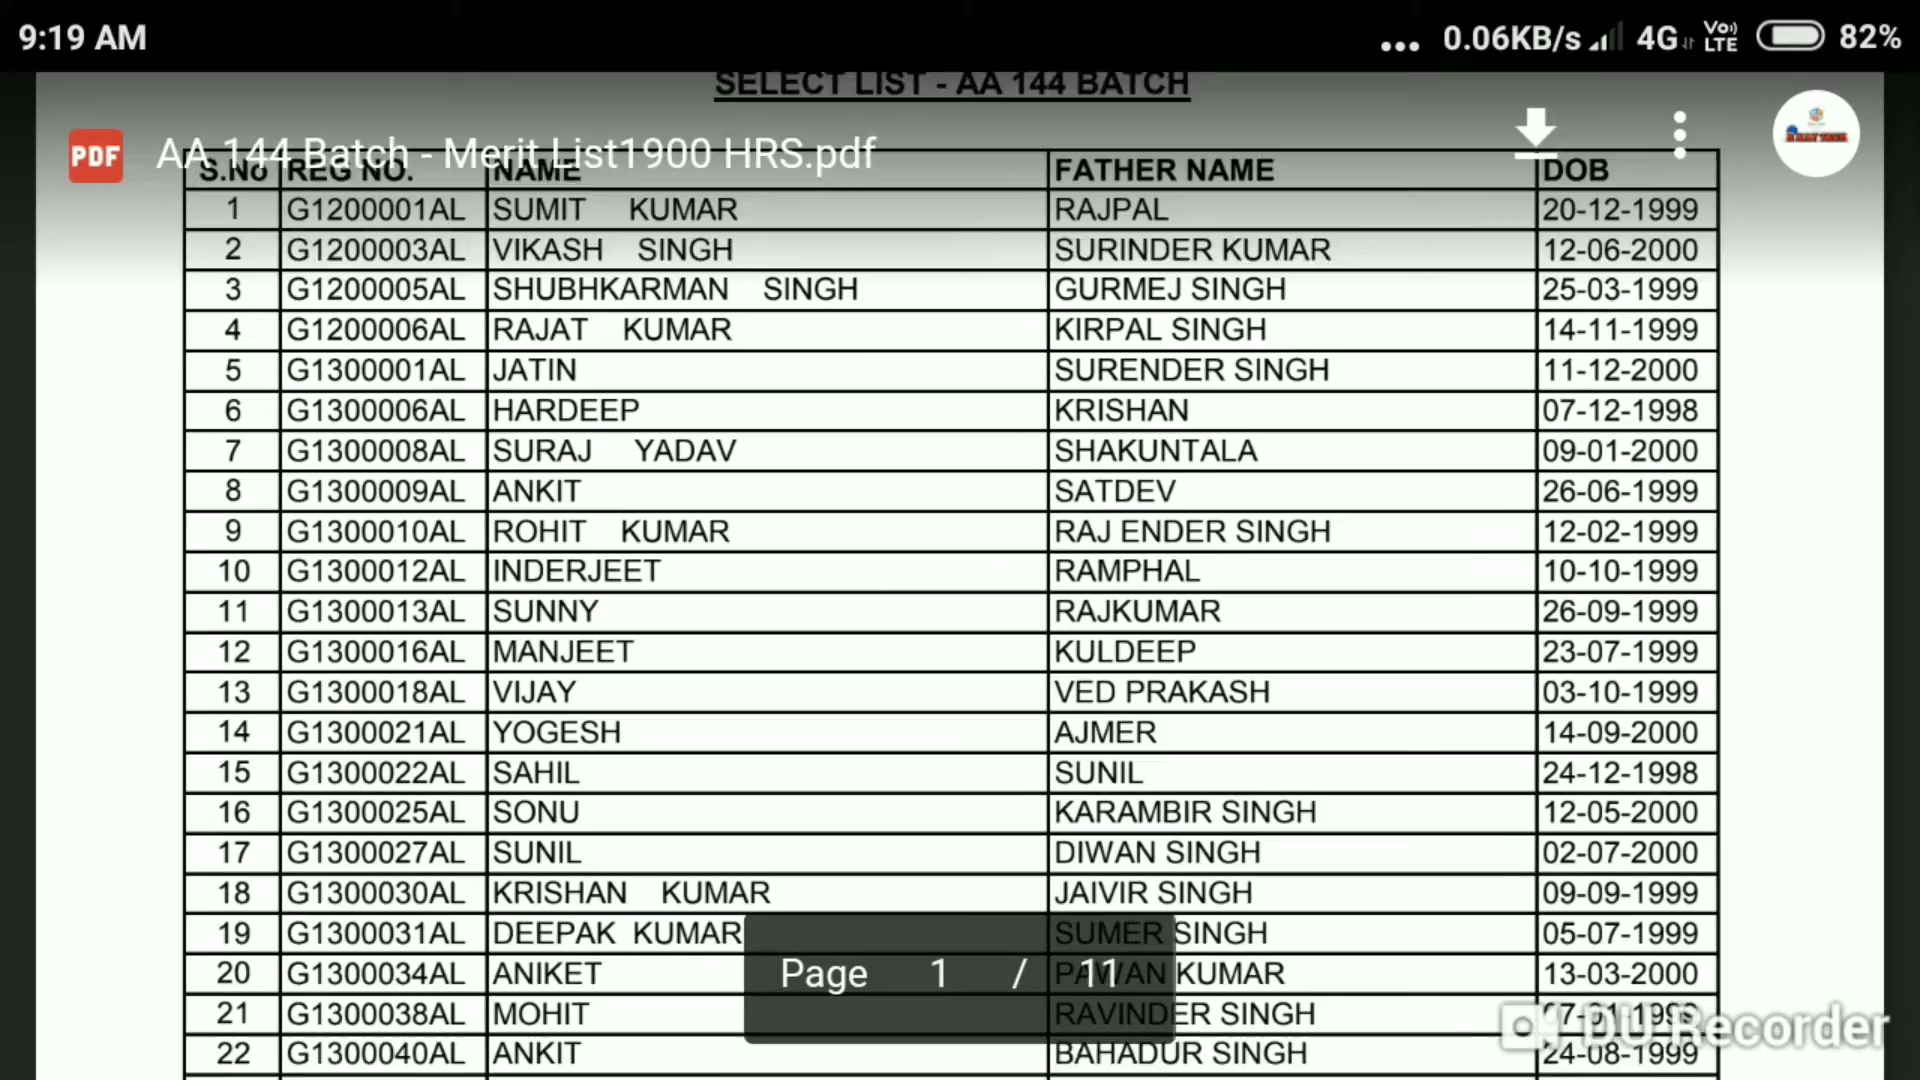 9:19 AM ... 0.06KB/s 4G Vo) LTE 82%
SELECT LIST - AA 144 BATCH
PDF AA 144 Batch - Merit List1900 HRS.pdf
S.No REG NO. NAME FATHER NAME DOB
1 G1200001AL SUMIT KUMAR RAJPAL 20-12-1999
2 G1200003AL VIKASH SINGH SURINDER KUMAR 12-06-2000
3 G1200005AL SHUBHKARMAN SINGH GURMEJ SINGH 25-03-1999
4 G1200006AL RAJAT KUMAR KIRPAL SINGH 14-11-1999
5 G1300001AL JATIN SURENDER SINGH 11-12-2000
6 G1300006AL HARDEEP KRISHAN 07-12-1998
7 G1300008AL SURAJ YADAV SHAKUNTALA 09-01-2000
8 G1300009AL ANKIT SATDEV 26-06-1999
9 G1300010AL ROHIT KUMAR RAJ ENDER SINGH 12-02-1999
10 G1300012AL INDERJEET RAMPHAL 10-10-1999
11 G1300013AL SUNNY RAJKUMAR 26-09-1999
12 G1300016AL MANJEET KULDEEP 23-07-1999
13 G1300018AL VIJAY VED PRAKASH 03-10-1999
14 G1300021AL YOGESH AJMER 14-09-2000
15 G1300022AL SAHIL SUNIL 24-12-1998
16 G1300025AL SONU KARAMBIR SINGH 12-05-2000
17 G1300027AL SUNIL DIWAN SINGH 02-07-2000
18 G1300030AL KRISHAN KUMAR JAIVIR SINGH 09-09-1999
19 G1300031AL DEEPAK KUMAR SUMER SINGH 05-07-1999
20 G1300034AL ANIKET PAWAN KUMAR 13-03-2000
21 G1300038AL MOHIT RAVINDER SINGH
22 G1300040AL ANKIT BAHADUR SINGH 24-08-1999
Page 1 / 11
DU Recorder